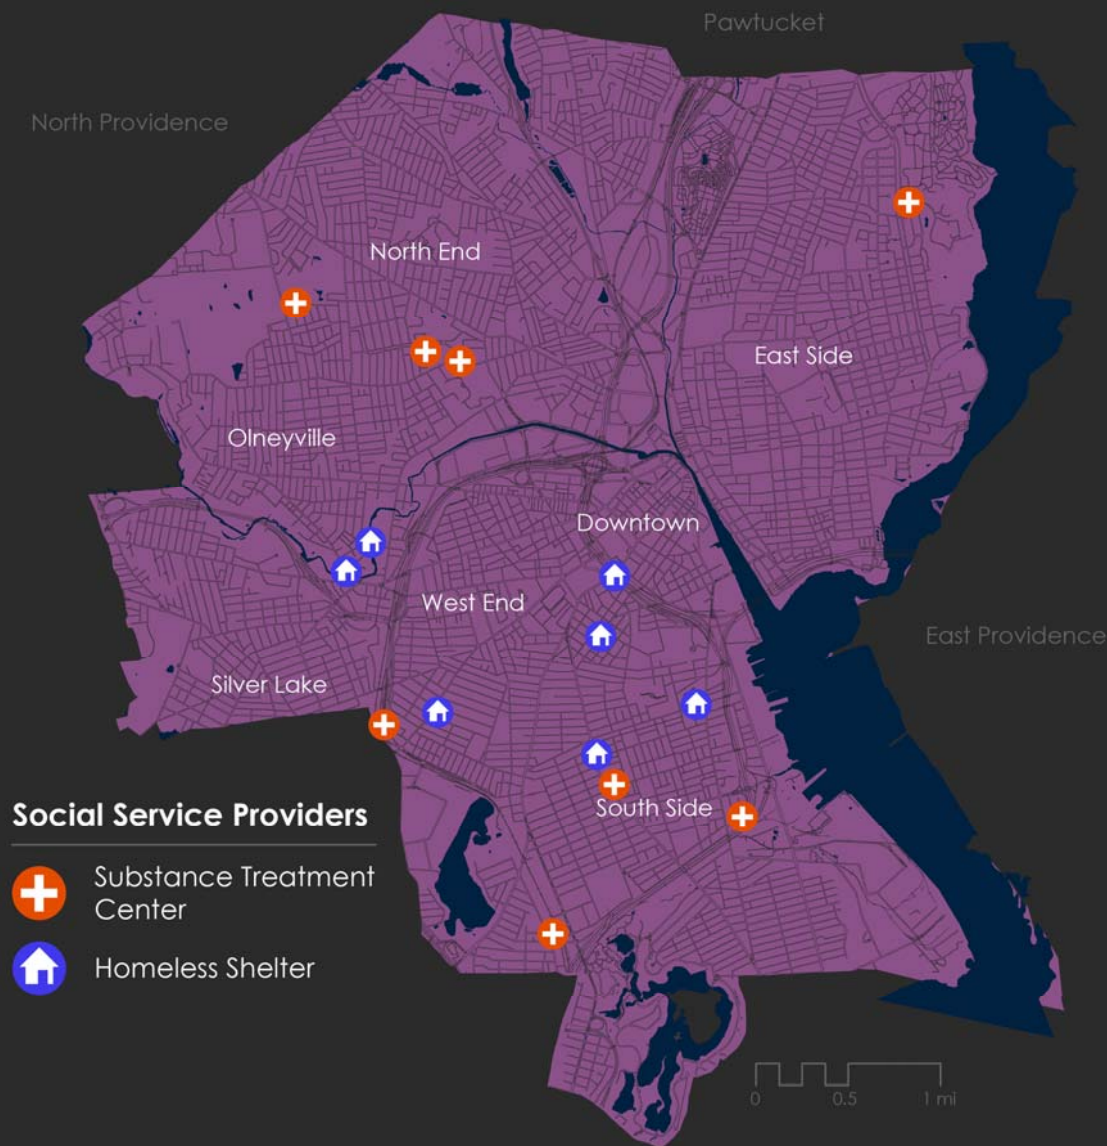 Pawtucket
North Providence
North End
East Side
Olneyville
Downtown
West End
East Providence
Silver Lake
South Side
Social Service Providers
Substance Treatment
Center
Homeless Shelter
0 0.5 1 mi